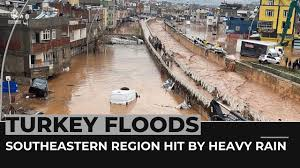 TURKEY FLOODS
SOUTHEASTERN REGION HIT BY HEAVY RAIN